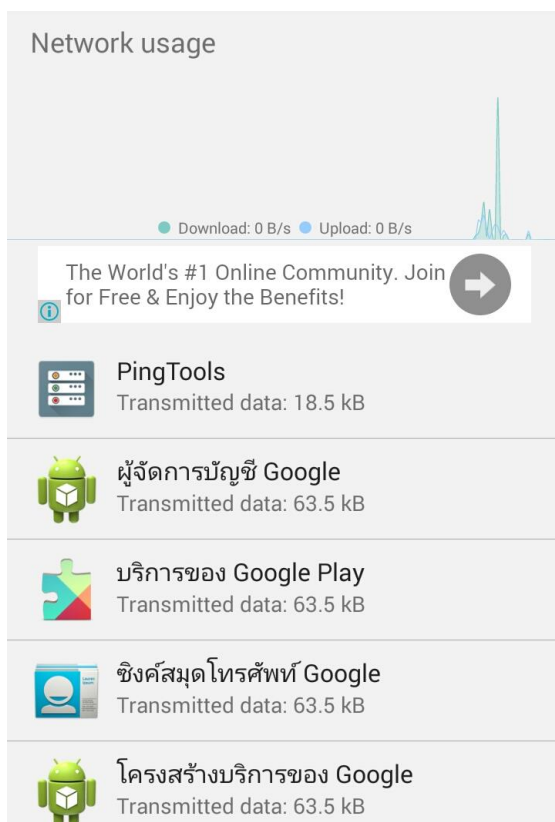 Network usage
Download: 0 B/s Upload: 0 B/s
The World's #1 Online Community. Join
for Free & Enjoy the Benefits!
PingTools
Transmitted data: 18.5 kB
ผู้จัดการบัญชี Google
Transmitted data: 63.5 kB
บริการของ Google Play
Transmitted data: 63.5 kB
ซิงค์สมุดโทรศัพท์ Google
Transmitted data: 63.5 kB
โครงสร้างบริการของ Google
Transmitted data: 63.5 kB